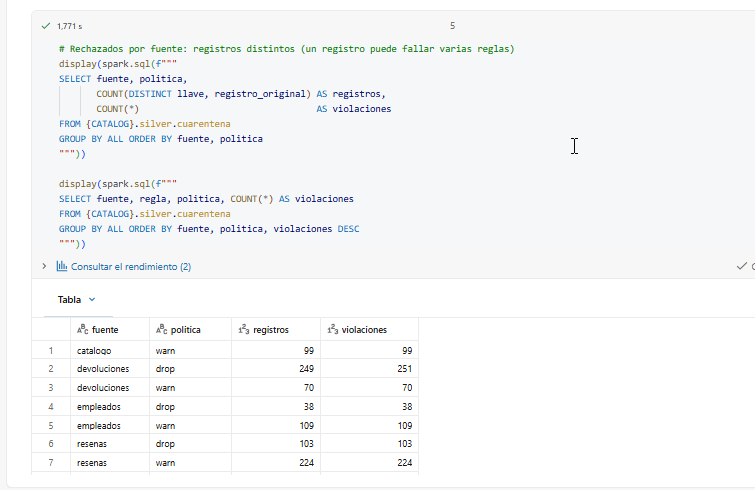 1,771 s
5
# Rechazados por fuente: registros distintos (un registro puede fallar varias reglas)
display(spark.sql(f"""
SELECT fuente, politica,
COUNT(DISTINCT llave, registro_original) AS registros,
COUNT(*) AS violaciones
FROM {CATALOG}.silver.cuarentena
GROUP BY ALL ORDER BY fuente, politica
"""))
display(spark.sql(f"""
SELECT fuente, regla, politica, COUNT(*) AS violaciones
FROM {CATALOG}.silver.cuarentena
GROUP BY ALL ORDER BY fuente, politica, violaciones DESC
"""))
Consultar el rendimiento (2)
Tabla
fuente politica registros violaciones
1 catalogo warn 99 99
2 devoluciones drop 249 251
3 devoluciones warn 70 70
4 empleados drop 38 38
5 empleados warn 109 109
6 resenas drop 103 103
7 resenas warn 224 224